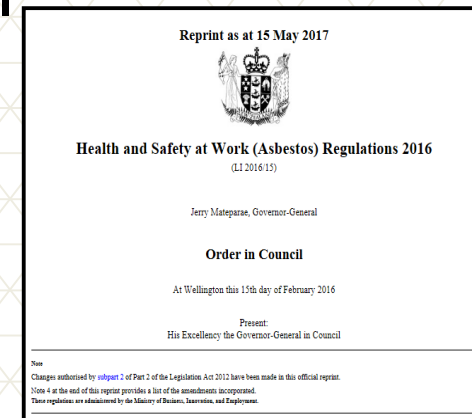 Reprint as at 15 May 2017
Health and Safety at Work (Asbestos) Regulations 2016
(LI 2016/15)
Jerry Mateparae, Governor-General
Order in Council
At Wellington this 15th day of February 2016
Present:
His Excellency the Governor-General in Council
Note
Changes authorised by subpart 2 of Part 2 of the Legislation Act 2012 have been made in this official reprint.
Note 4 at the end of this reprint provides a list of the amendments incorporated.
These regulations are administered by the Ministry of Business, Innovation, and Employment.